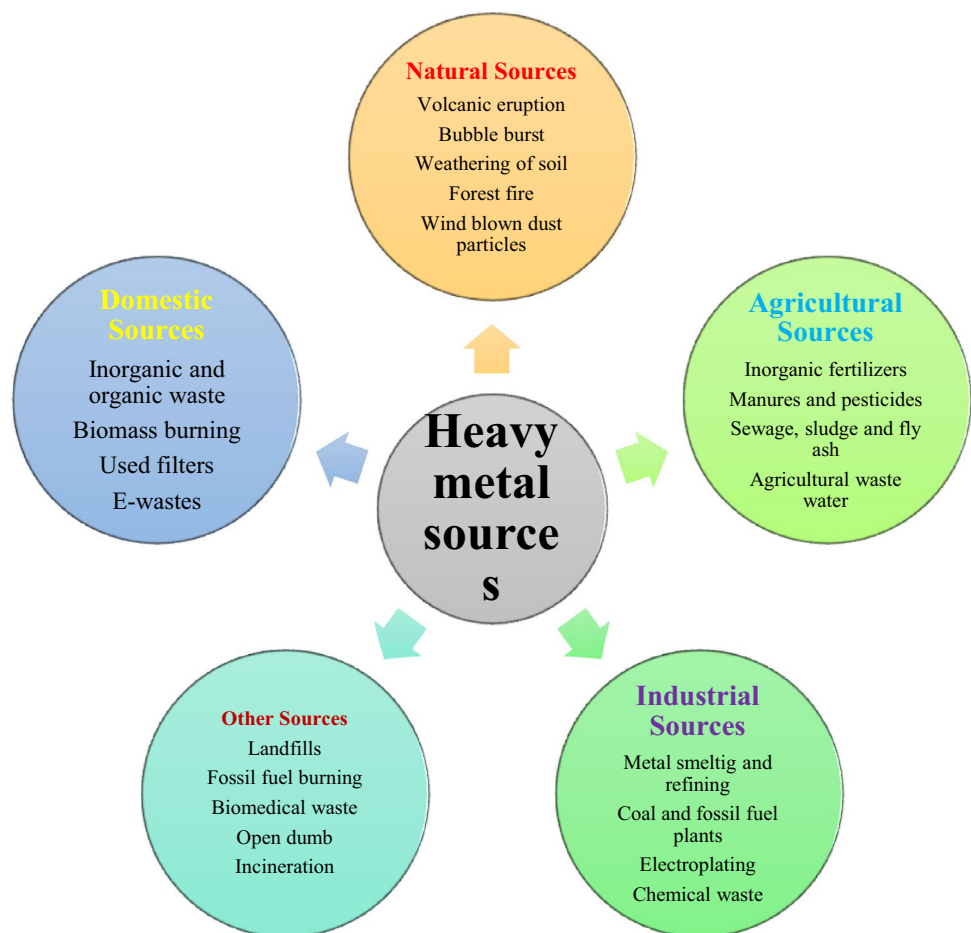 Natural Sources
Volcanic eruption
Bubble burst
Weathering of soil
Forest fire
Wind blown dust
particles
Domestic
Sources
Inorganic and
organic waste
Biomass burning
Used filters
E-wastes
Agricultural
Sources
Inorganic fertilizers
Manures and pesticides
Sewage, sludge and fly
ash
Agricultural waste
water
Heavy
metal
source
s
Other Sources
Landfills
Fossil fuel burning
Biomedical waste
Open dumb
Incineration
Industrial
Sources
Metal smeltig and
refining
Coal and fossil fuel
plants
Electroplating
Chemical waste